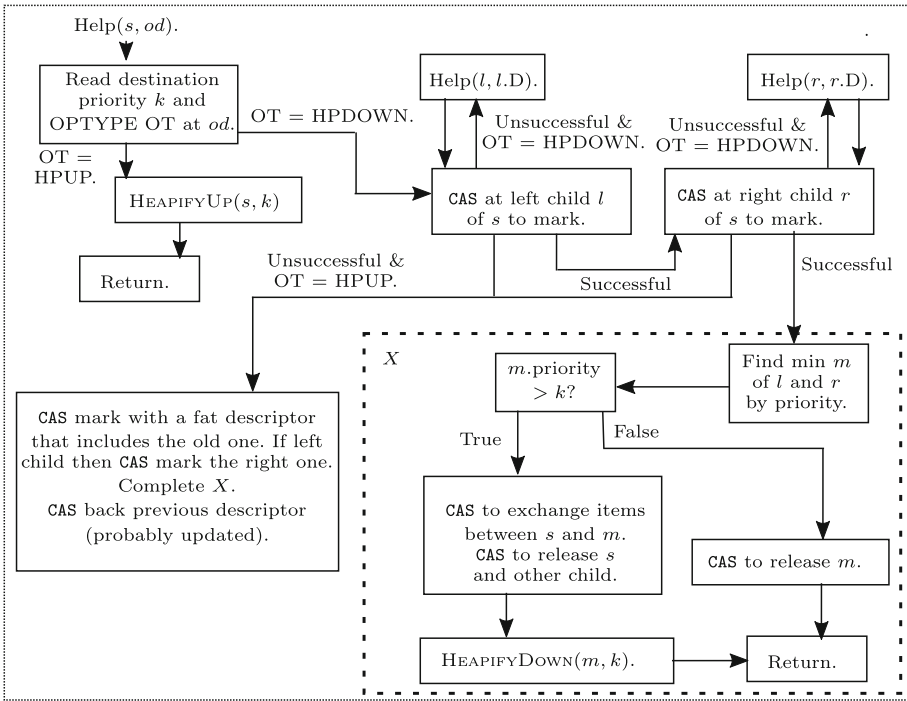 Help(s, od).
Read destination
priority k and
OPTYPE OT at od.
OT =
HPUP.
OT = HPDOWN.
HEAPIFYUP(s, k)
Return.
Help(l, l.D).
Unsuccessful &
OT = HPDOWN.
CAS at left child l
of s to mark.
Help(r, r.D).
Unsuccessful &
OT = HPDOWN.
CAS at right child r
of s to mark.
Unsuccessful &
OT = HPUP.
Successful
Successful
CAS mark with a fat descriptor
that includes the old one. If left
child then CAS mark the right one.
Complete X.
CAS back previous descriptor
(probably updated).
X
Find min m
of l and r
by priority.
m.priority
> k?
True
False
CAS to exchange items
between s and m.
CAS to release s
and other child.
CAS to release m.
HEAPIFYDOWN(m, k).
Return.